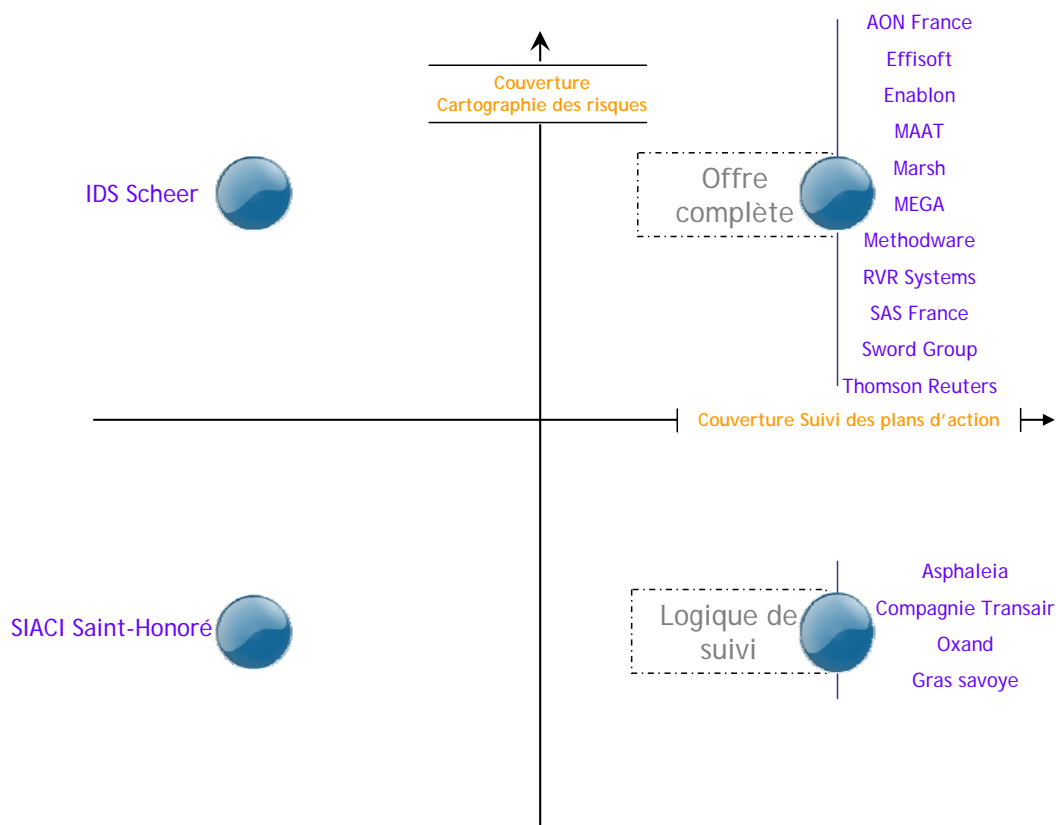 AON France
Effisoft
Couverture
Cartographie des risques
Enablon
MAAT
Marsh
IDS Scheer
Offre
complète
MEGA
Methodware
RVR Systems
SAS France
Sword Group
Thomson Reuters
Couverture Suivi des plans d'action
Asphaleia
Compagnie Transair
SIACI Saint-Honoré
Logique de
suivi
Oxand
Gras savoye